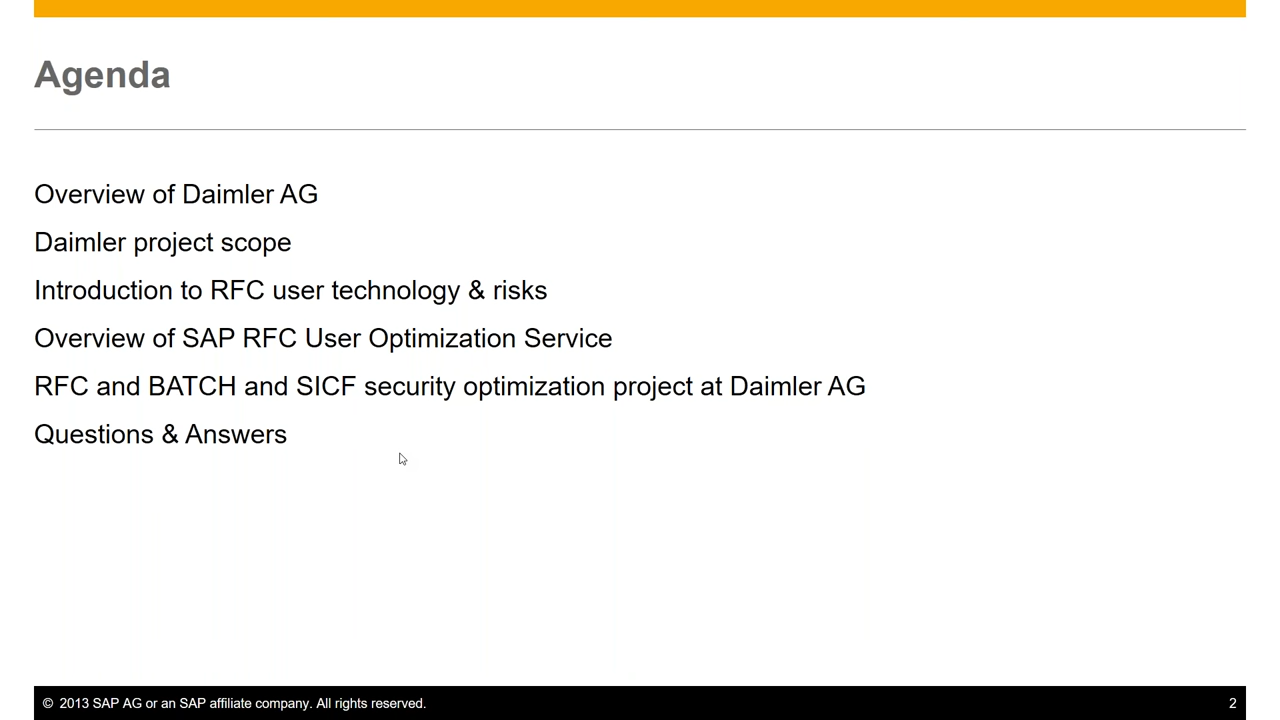 Agenda
Overview of Daimler AG
Daimler project scope
Introduction to RFC user technology & risks
Overview of SAP RFC User Optimization Service
RFC and BATCH and SICF security optimization project at Daimler AG
Questions & Answers
© 2013 SAP AG or an SAP affiliate company. All rights reserved. 2